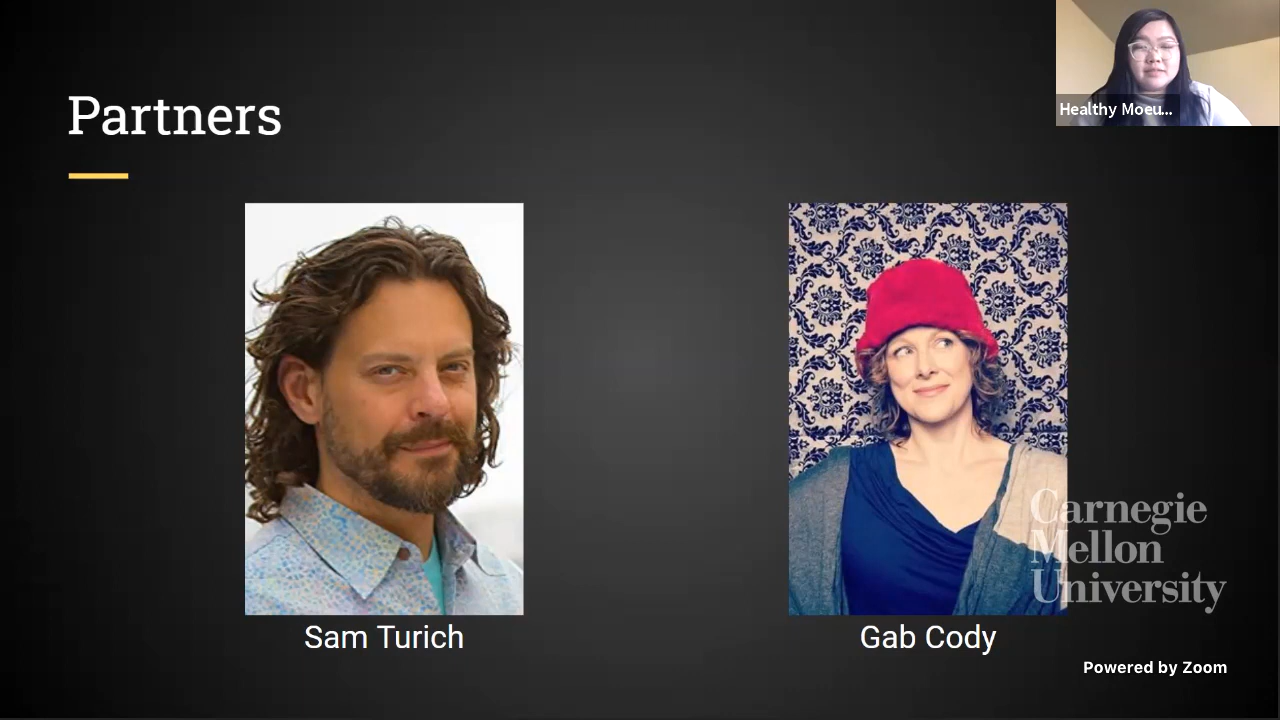 Partners
Healthy Moeu...
Carnegie
Mellon
University
Sam Turich
Gab Cody
Powered by Zoom